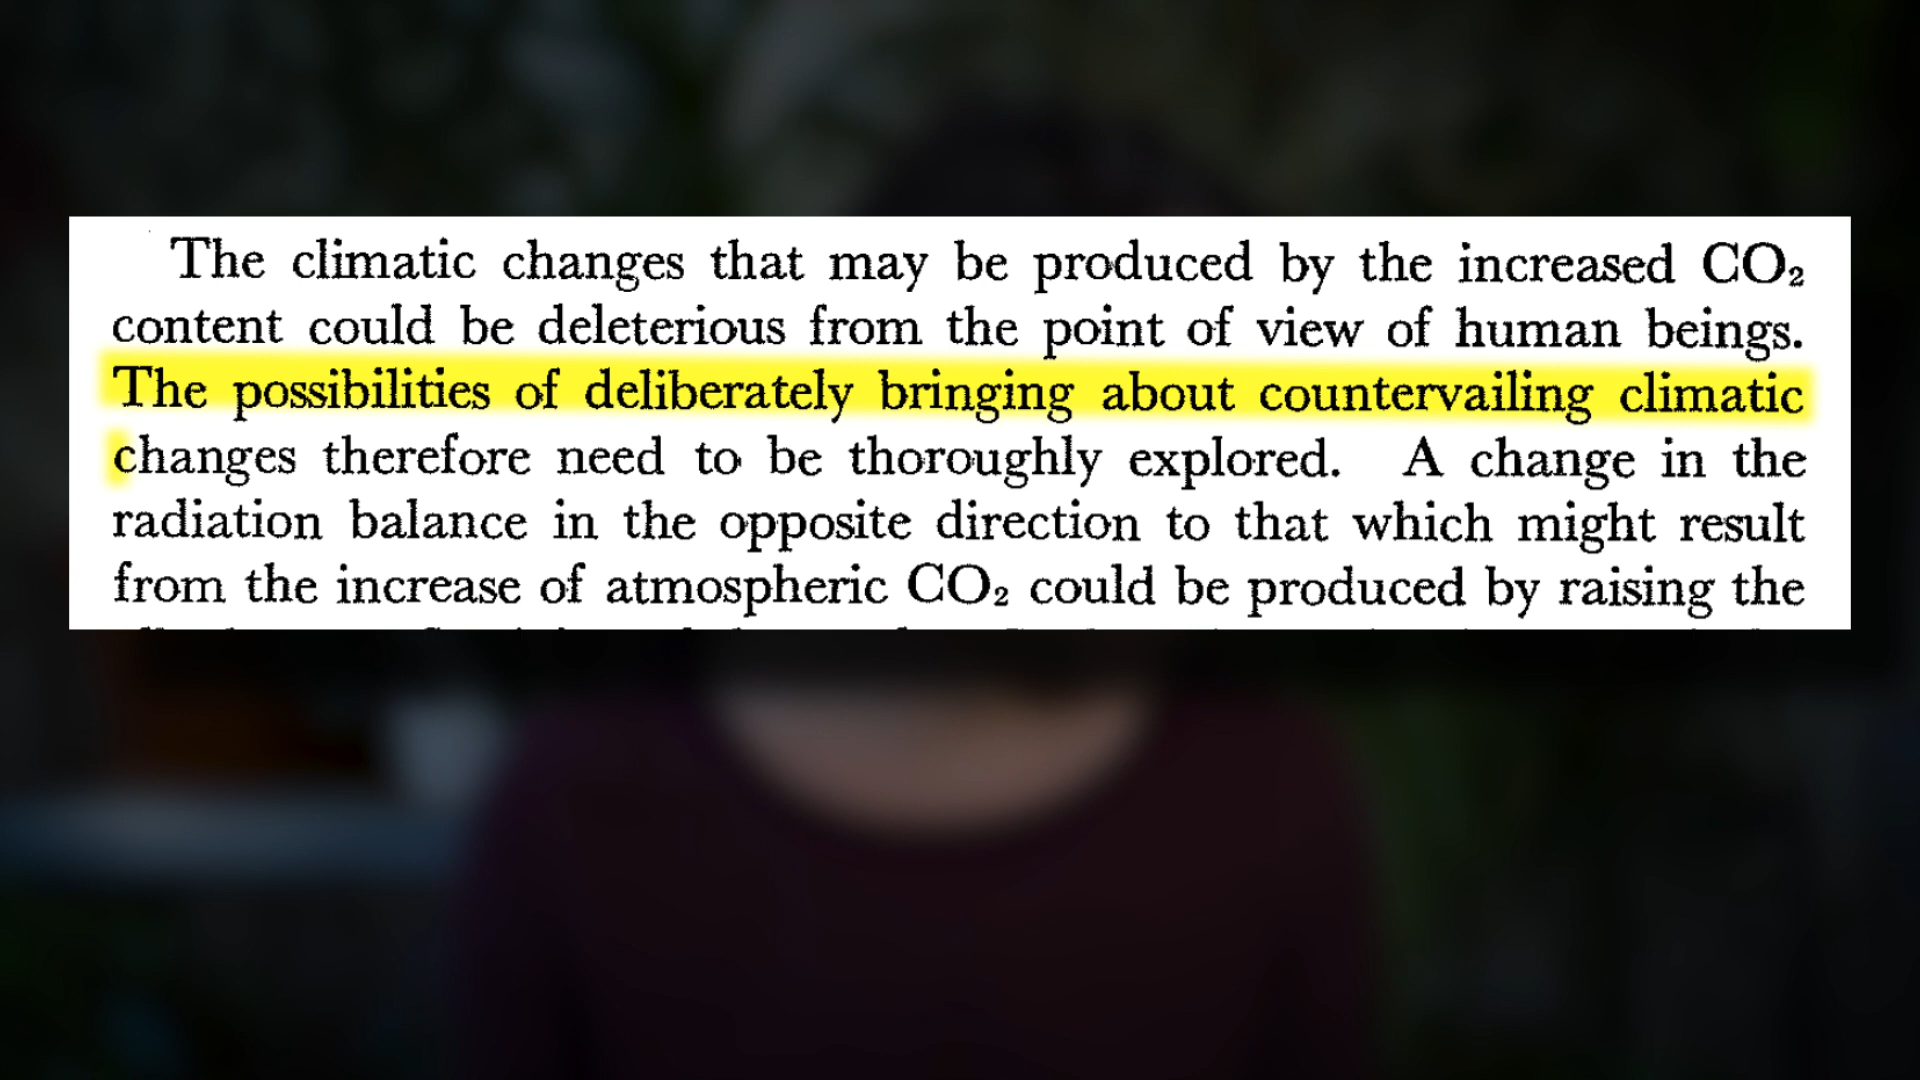 The climatic changes that may be produced by the increased CO₂
content could be deleterious from the point of view of human beings.
The possibilities of deliberately bringing about countervailing climatic
changes therefore need to be thoroughly explored. A change in the
radiation balance in the opposite direction to that which might result
from the increase of atmospheric CO₂ could be produced by raising the